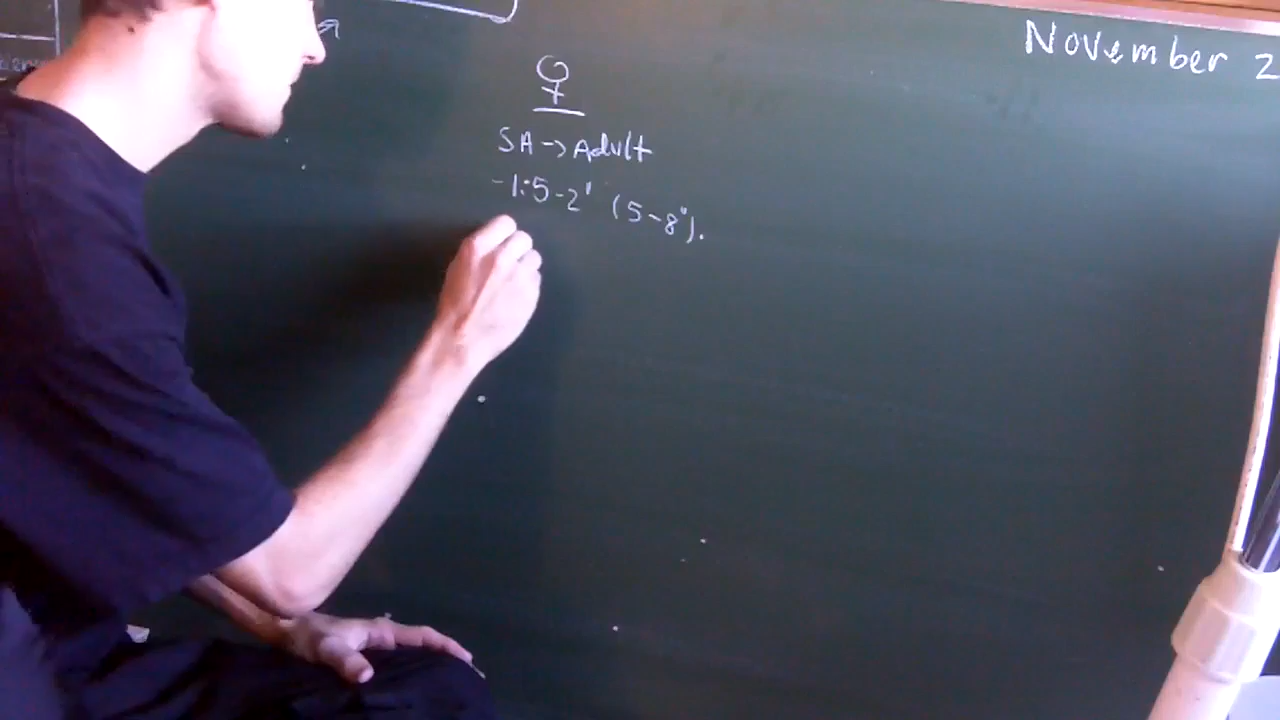 November 2
♀
SA → Adult
-1.5-2' (5-8").